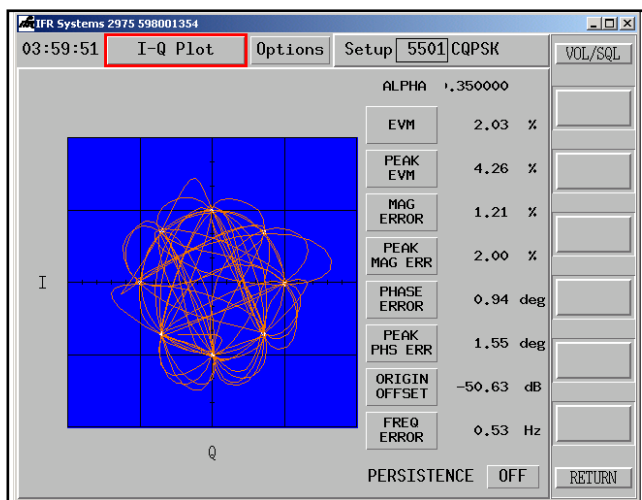 IFR Systems 2975 598001354
03:59:51 I-Q Plot Options Setup 5501 CQPSK VOL/SQL
ALPHA .350000
EVM 2.03 %
PEAK EVM 4.26 %
MAG ERROR 1.21 %
PEAK MAG ERR 2.00 %
PHASE ERROR 0.94 deg
PEAK PHS ERR 1.55 deg
ORIGIN OFFSET -50.63 dB
FREQ ERROR 0.53 Hz
I
Q
PERSISTENCE OFF RETURN